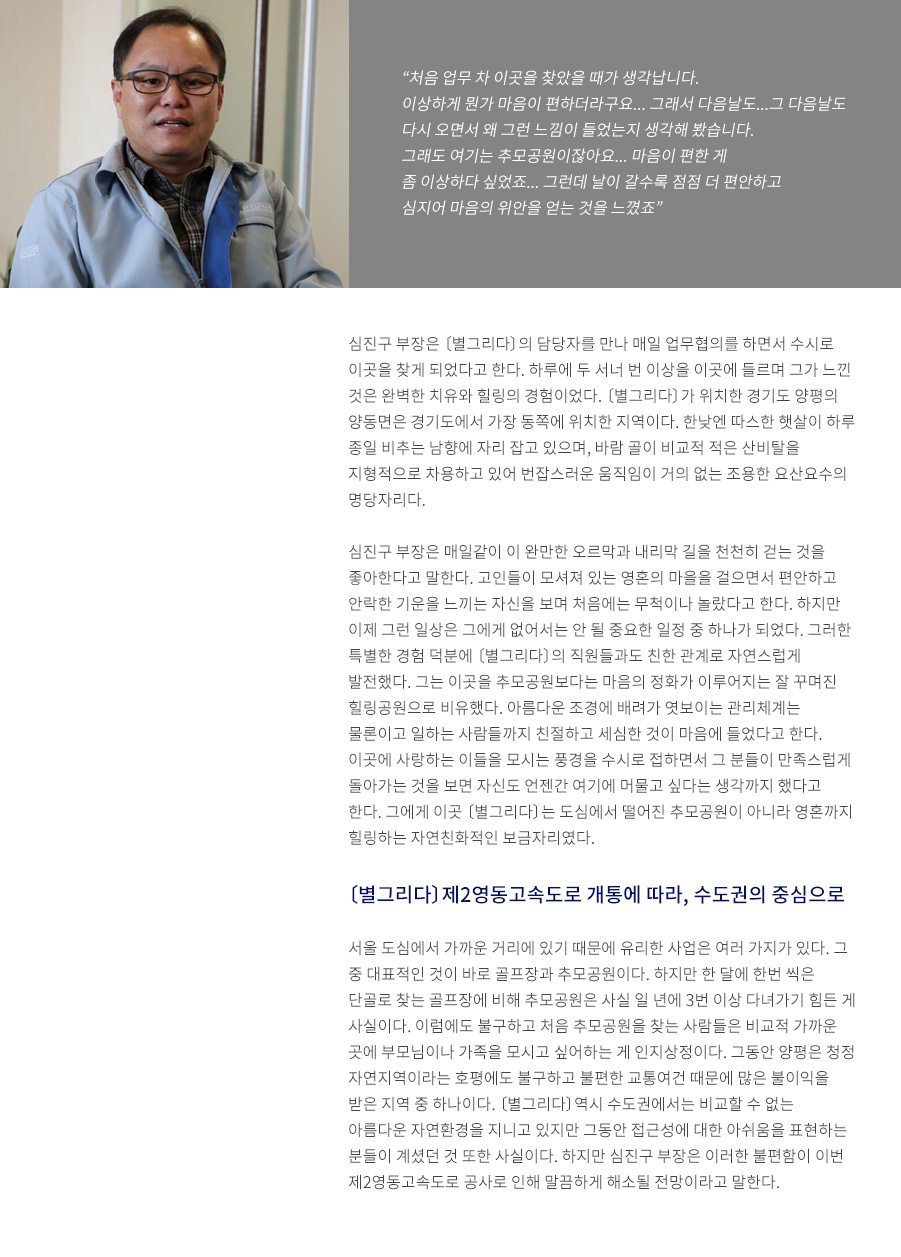 “처음 업무 차 이곳을 찾았을 때가 생각납니다.
이상하게 뭔가 마음이 편하더라구요... 그래서 다음날도...그 다음날도
다시 오면서 왜 그런 느낌이 들었는지 생각해 봤습니다.
그래도 여기는 추모공원이잖아요... 마음이 편한 게
좀 이상하다 싶었죠... 그런데 날이 갈수록 점점 더 편안하고
심지어 마음의 위안을 얻는 것을 느꼈죠”
심진구 부장은〔별그리다〕의 담당자를 만나 매일 업무협의를 하면서 수시로
이곳을 찾게 되었다고 한다. 하루에 두 서너 번 이상을 이곳에 들르며 그가 느낀
것은 완벽한 치유와 힐링의 경험이었다.〔별그리다〕가 위치한 경기도 양평의
양동면은 경기도에서 가장 동쪽에 위치한 지역이다. 한낮엔 따스한 햇살이 하루
종일 비추는 남향에 자리 잡고 있으며, 바람 골이 비교적 적은 산비탈을
지형적으로 차용하고 있어 번잡스러운 움직임이 거의 없는 조용한 요산요수의
명당자리다.
심진구 부장은 매일같이 이 완만한 오르막과 내리막 길을 천천히 걷는 것을
좋아한다고 말한다. 고인들이 모셔져 있는 영혼의 마을을 걸으면서 편안하고
안락한 기운을 느끼는 자신을 보며 처음에는 무척이나 놀랐다고 한다. 하지만
이제 그런 일상은 그에게 없어서는 안 될 중요한 일정 중 하나가 되었다. 그러한
특별한 경험 덕분에〔별그리다〕의 직원들과도 친한 관계로 자연스럽게
발전했다. 그는 이곳을 추모공원보다는 마음의 정화가 이루어지는 잘 꾸며진
힐링공원으로 비유했다. 아름다운 조경에 배려가 엿보이는 관리체계는
물론이고 일하는 사람들까지 친절하고 세심한 것이 마음에 들었다고 한다.
이곳에 사랑하는 이들을 모시는 풍경을 수시로 접하면서 그 분들이 만족스럽게
돌아가는 것을 보면 자신도 언젠간 여기에 머물고 싶다는 생각까지 했다고
한다. 그에게 이곳〔별그리다〕는 도심에서 떨어진 추모공원이 아니라 영혼까지
힐링하는 자연친화적인 보금자리였다.
〔별그리다〕제2영동고속도로 개통에 따라, 수도권의 중심으로
서울 도심에서 가까운 거리에 있기 때문에 유리한 사업은 여러 가지가 있다. 그
중 대표적인 것이 바로 골프장과 추모공원이다. 하지만 한 달에 한번 씩은
단골로 찾는 골프장에 비해 추모공원은 사실 일 년에 3번 이상 다녀가기 힘든 게
사실이다. 이럼에도 불구하고 처음 추모공원을 찾는 사람들은 비교적 가까운
곳에 부모님이나 가족을 모시고 싶어하는 게 인지상정이다. 그동안 양평은 청정
자연지역이라는 호평에도 불구하고 불편한 교통여건 때문에 많은 불이익을
받은 지역 중 하나이다.〔별그리다〕역시 수도권에서는 비교할 수 없는
아름다운 자연환경을 지니고 있지만 그동안 접근성에 대한 아쉬움을 표현하는
분들이 계셨던 것 또한 사실이다. 하지만 심진구 부장은 이러한 불편함이 이번
제2영동고속도로 공사로 인해 말끔하게 해소될 전망이라고 말한다.